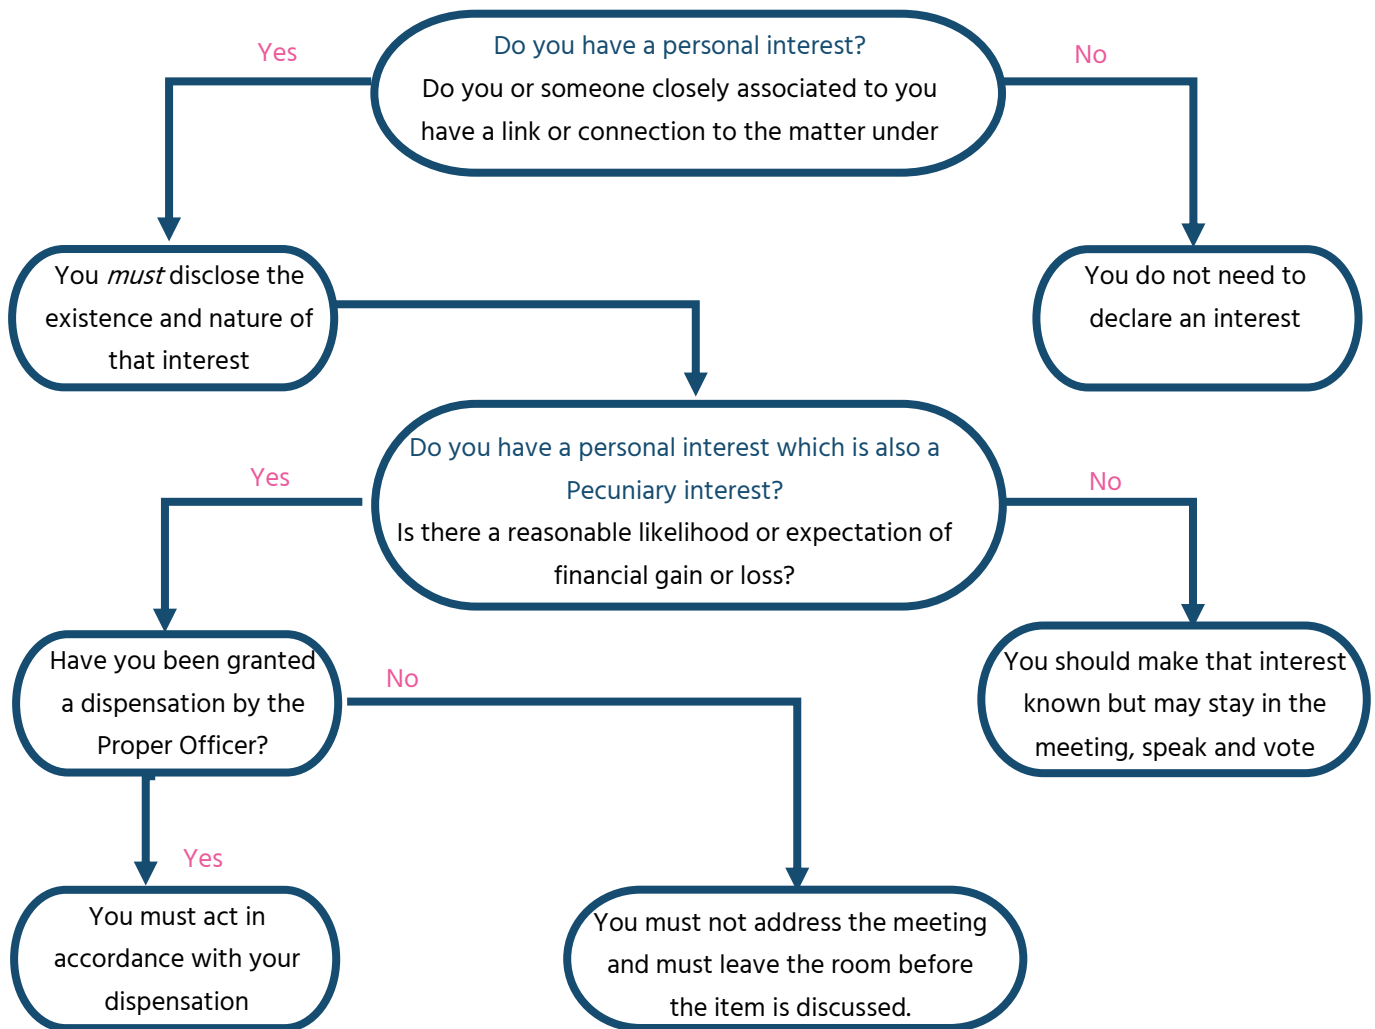 Do you have a personal interest?
Do you or someone closely associated to you
have a link or connection to the matter under
Yes
No
You must disclose the
existence and nature of
that interest
You do not need to
declare an interest
Do you have a personal interest which is also a
Pecuniary interest?
Is there a reasonable likelihood or expectation of
financial gain or loss?
Yes
No
Have you been granted
a dispensation by the
Proper Officer?
No
You should make that interest
known but may stay in the
meeting, speak and vote
Yes
You must act in
accordance with your
dispensation
You must not address the meeting
and must leave the room before
the item is discussed.